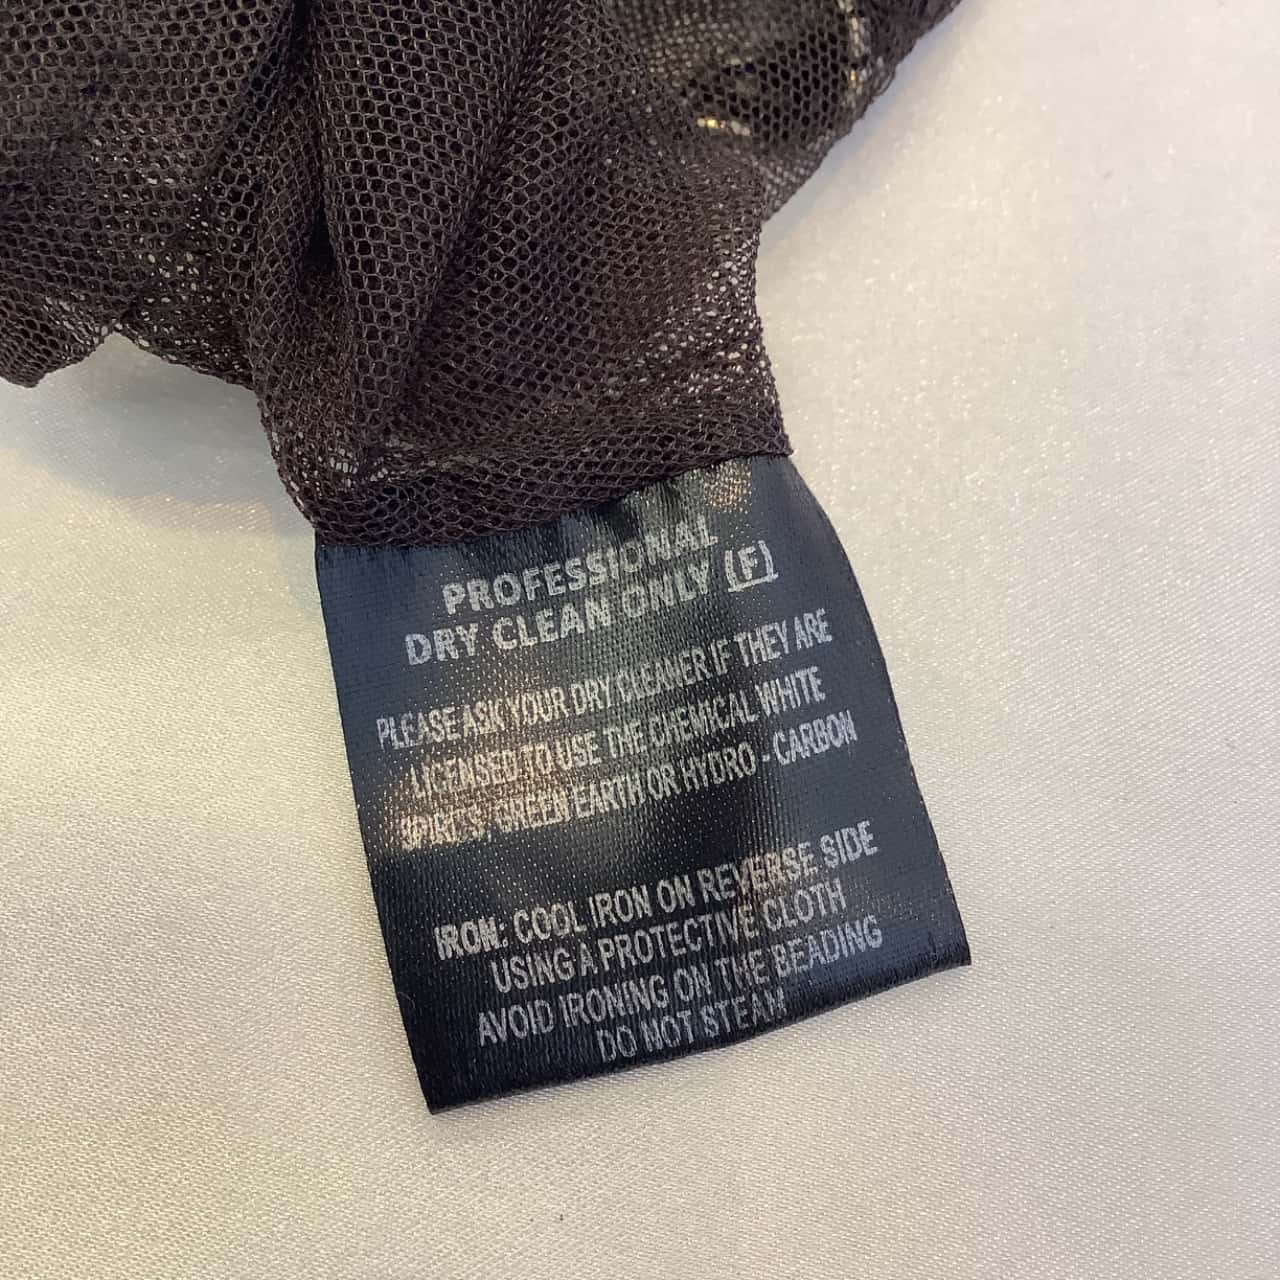 PROFESSIONAL
DRY CLEAN ONLY (F)
PLEASE ASK YOUR DRY CLEANER IF THEY ARE
LICENSED TO USE THE CHEMICAL WHITE
SPIRITS/ GREEN EARTH OR HYDRO - CARBON
IRON: COOL IRON ON REVERSE SIDE
USING A PROTECTIVE CLOTH
AVOID IRONING ON THE BEADING
DO NOT STEAM